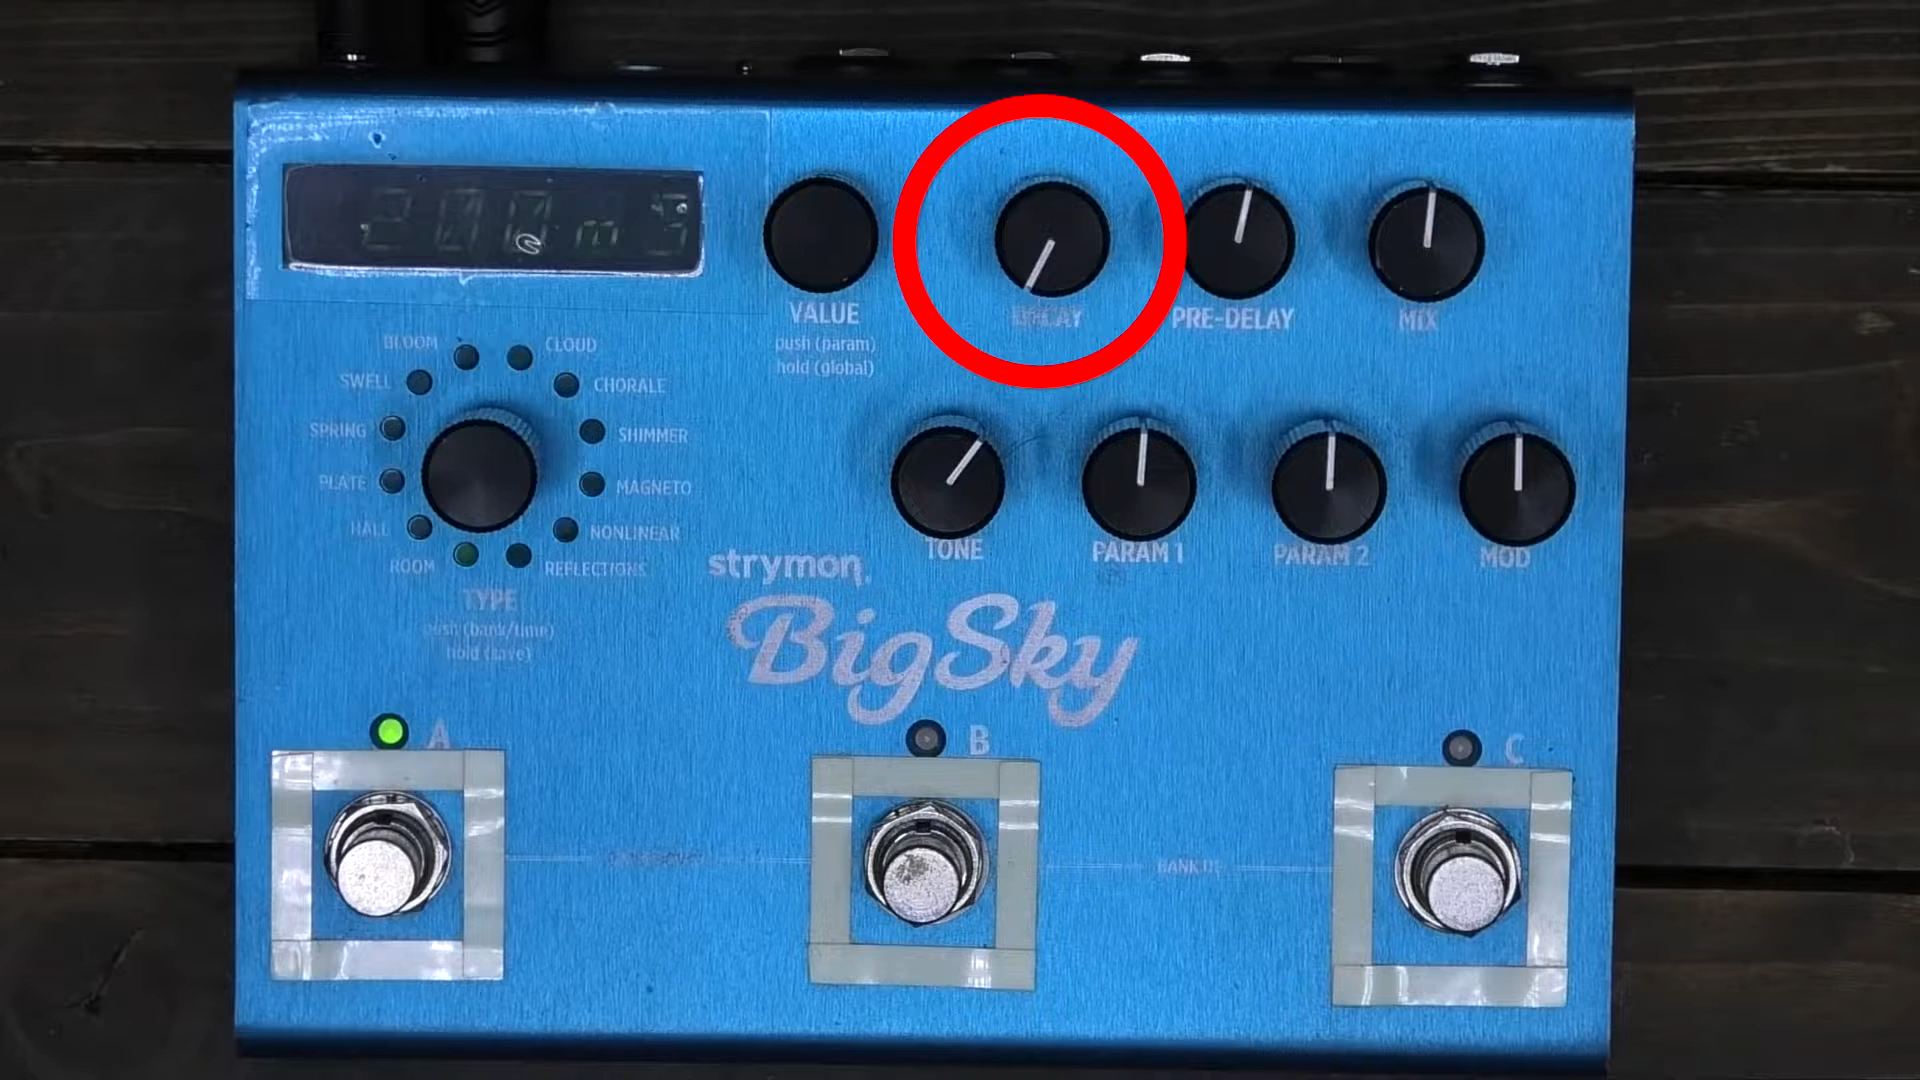 200m S
VALUE
push (param)
hold (global)
DECAY
PRE-DELAY
MIX
BLOOM
CLOUD
SWELL
CHORALE
SPRING
SHIMMER
PLATE
MAGNETO
HALL
NONLINEAR
ROOM
REFLECTIONS
TYPE
push (bank/time)
hold (save)
TONE
PARAM 1
PARAM 2
MOD
strymon.
BigSky
A
B
C